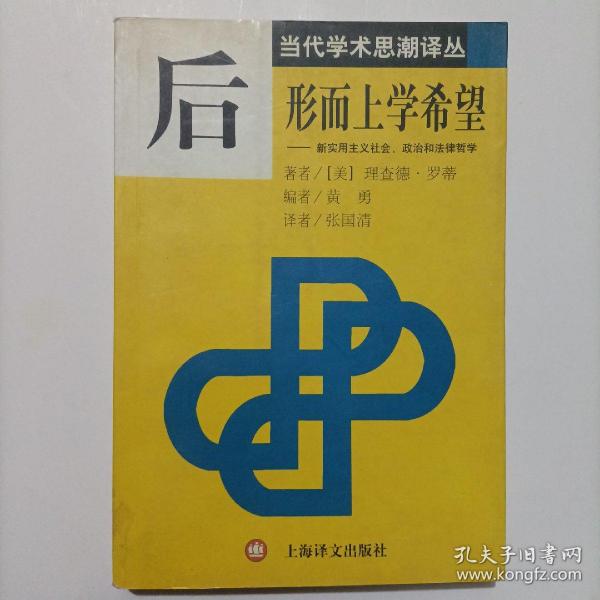 当代学术思潮译丛
后
形而上学希望
——新实用主义社会、政治和法律哲学
著者/［美］理查德·罗蒂
编者/黄 勇
译者/张国清
上海译文出版社
孔夫子旧书网
www.kongfz.com